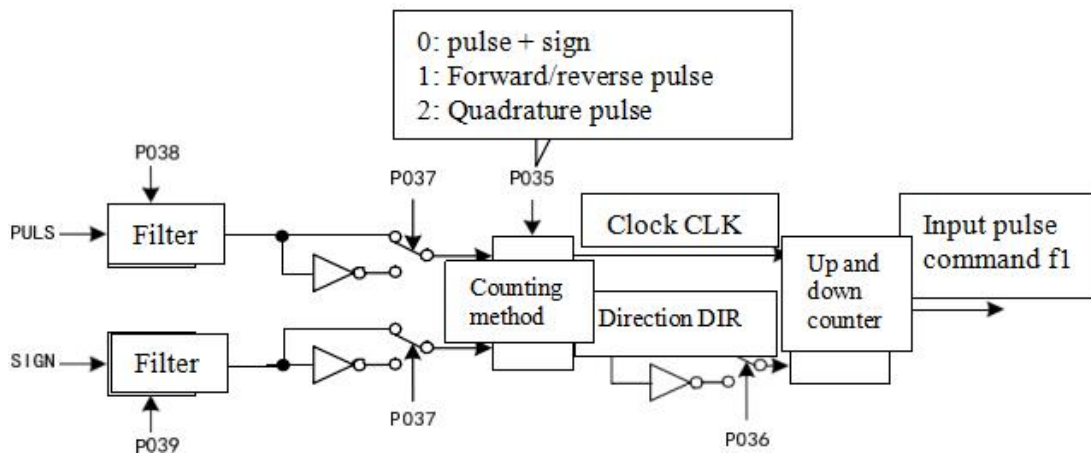 0: pulse + sign
1: Forward/reverse pulse
2: Quadrature pulse
P038
P037
P035
PULS
Filter
Clock CLK
Input pulse
command f1
Up and
down
counter
Counting
method
Direction DIR
SIGN
Filter
P037
P036
P039